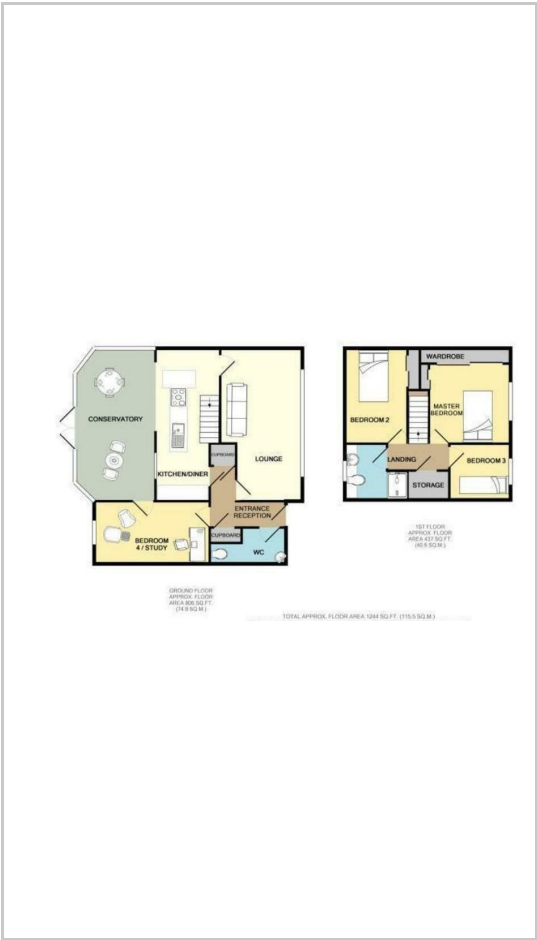 CONSERVATORY
KITCHEN/DINER
CUPBOARD
LOUNGE
ENTRANCE
RECEPTION
CUPBOARD
WC
BEDROOM
4 / STUDY
GROUND FLOOR
APPROX. FLOOR
AREA 806 SQ.FT.
(74.9 SQ.M.)
WARDROBE
BEDROOM 2
MASTER
BEDROOM
LANDING
BEDROOM 3
STORAGE
1ST FLOOR
APPROX. FLOOR
AREA 437 SQ.FT.
(40.6 SQ.M.)
TOTAL APPROX. FLOOR AREA 1244 SQ.FT. (115.5 SQ.M.)